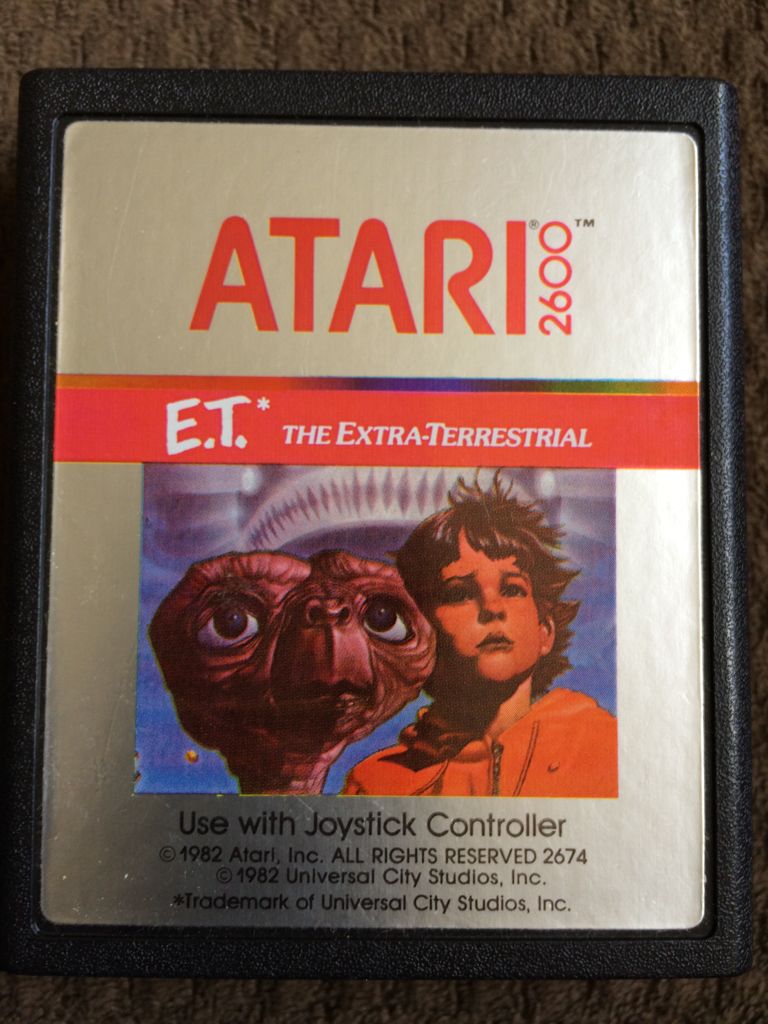 ATARI® 2600™
E.T.* THE EXTRA-TERRESTRIAL
Use with Joystick Controller
©1982 Atari, Inc. ALL RIGHTS RESERVED 2674
©1982 Universal City Studios, Inc.
*Trademark of Universal City Studios, Inc.